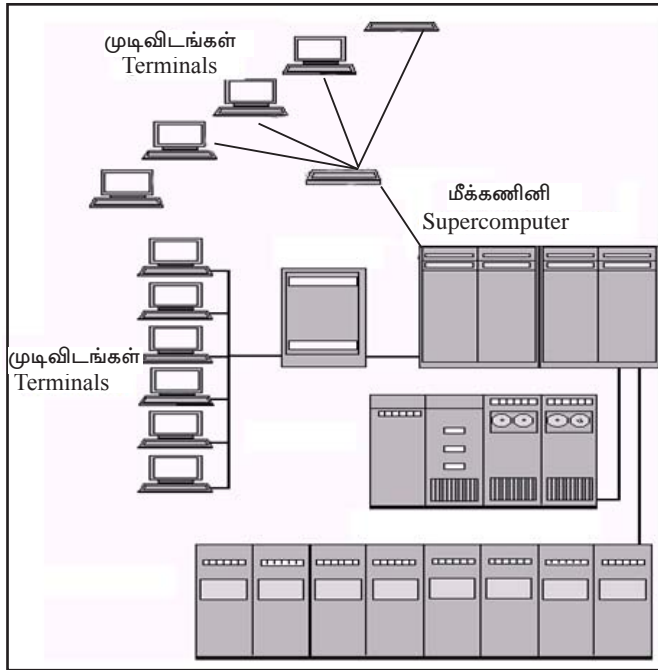 முடிவிடங்கள்
Terminals
மீக்கணினி
Supercomputer
முடிவிடங்கள்
Terminals